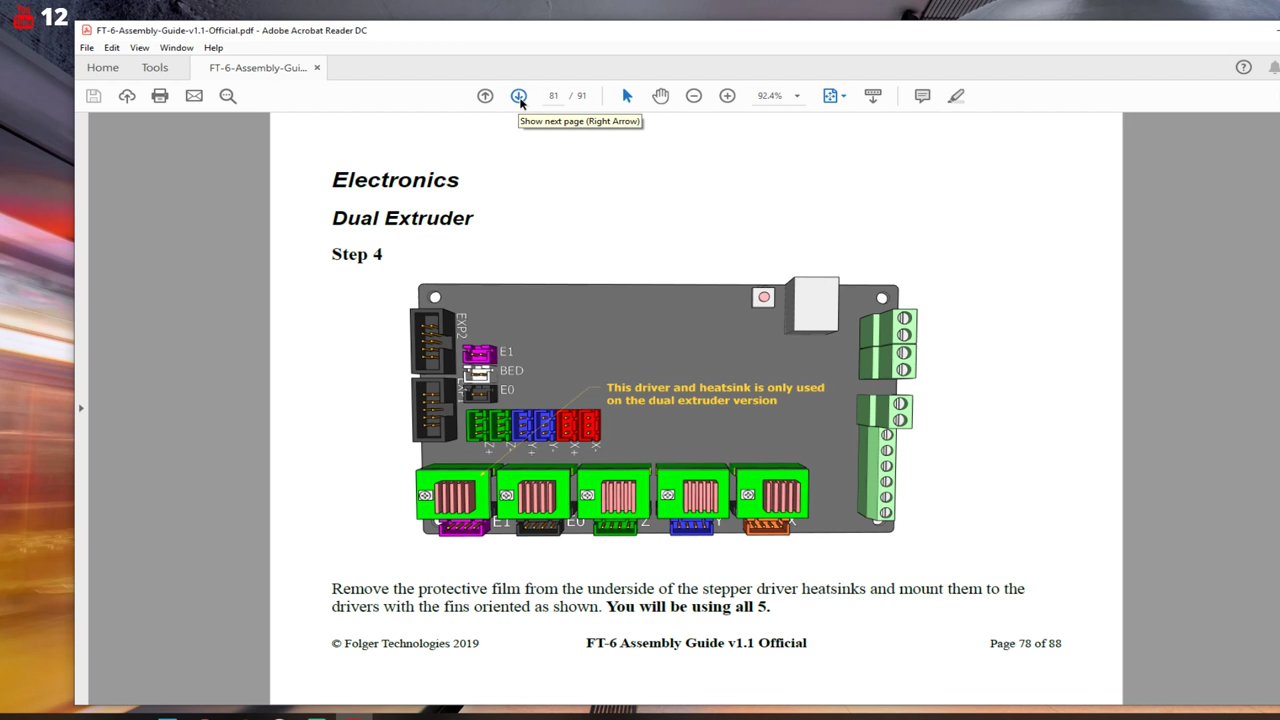 12
FT-6-Assembly-Guide-v1.1-Official.pdf - Adobe Acrobat Reader DC
File Edit View Window Help
Home Tools FT-6-Assembly-Gui... ×
81 / 91 92.4%
Show next page (Right Arrow)
Electronics
Dual Extruder
Step 4
EXP2
E1
BED
E0
This driver and heatsink is only used
on the dual extruder version
Z+ Z- Y+ Y- X+ X-
E1 E0 Z Y X
Remove the protective film from the underside of the stepper driver heatsinks and mount them to the
drivers with the fins oriented as shown. You will be using all 5.
© Folger Technologies 2019 FT-6 Assembly Guide v1.1 Official Page 78 of 88